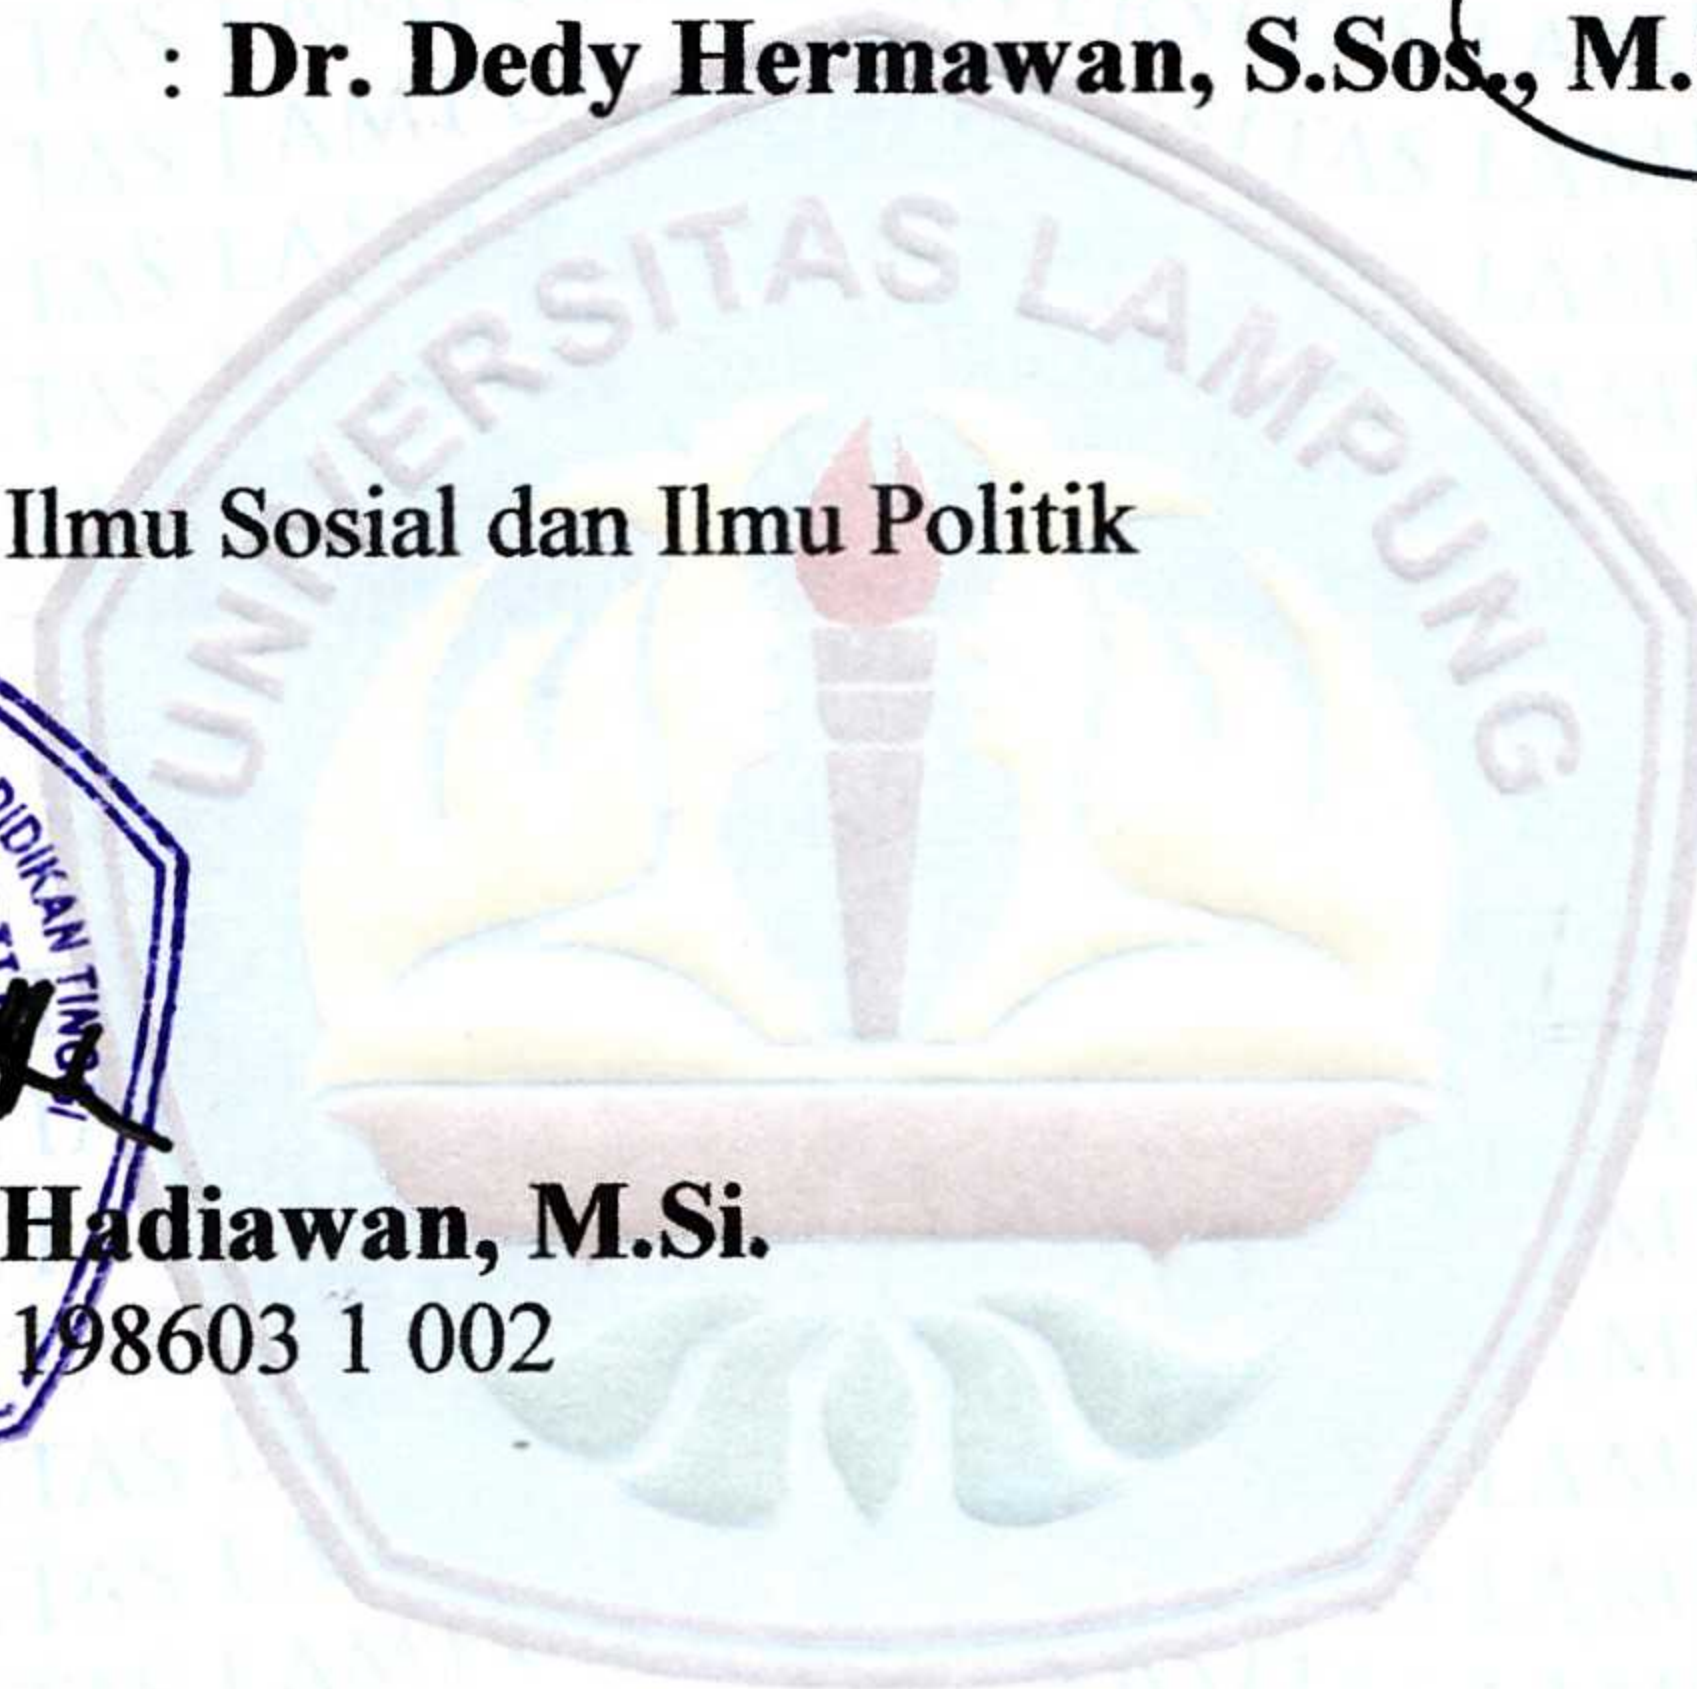 : Dr. Dedy Hermawan, S.Sos., M.
UNIVERSITAS LAMPUNG
Ilmu Sosial dan Ilmu Politik
Hadiawan, M.Si.
198603 1 002